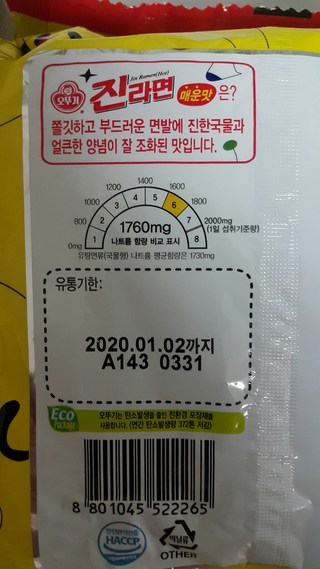 Jin Ramen(Hot)
오뚜기 진라면 매운맛 은?
쫄깃하고 부드러운 면발에 진한국물과
얼큰한 양념이 잘 조화된 맛입니다.
0mg 400 800 1000 1200 1400 1600 1800 2000mg
(1일 섭취기준량)
1 2 3 4 5 6 7 8
1760mg
나트륨 함량 비교 표시
유탕면류(국물형) 나트륨 평균함량은 1730mg
유통기한:
2020.01.02까지
A143 0331
Eco
Package
오뚜기는 탄소발생을 줄인 친환경 포장재를
사용합니다. (연간 탄소발생량 372톤 저감)
8 801045 522265
HACCP
비닐류
OTHER